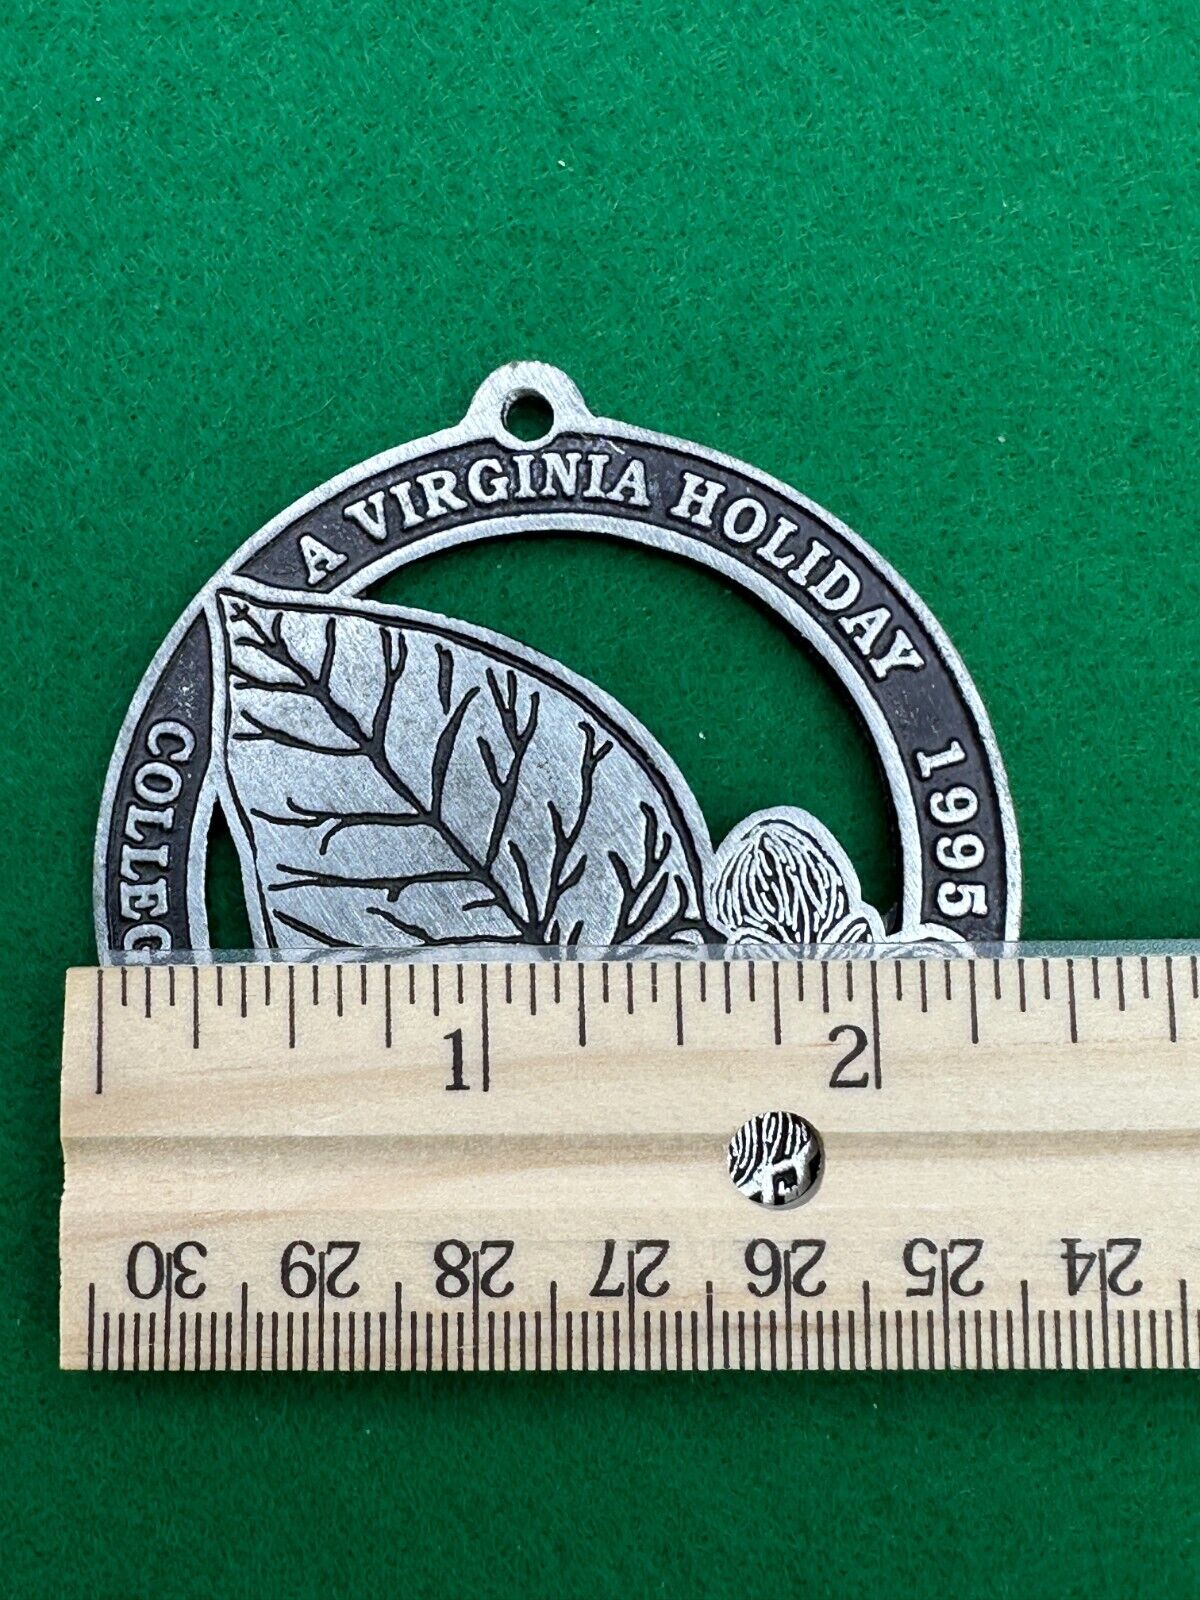 A VIRGINIA HOLIDAY 1995
COLLEG
1 2
30 29 28 27 26 25 24